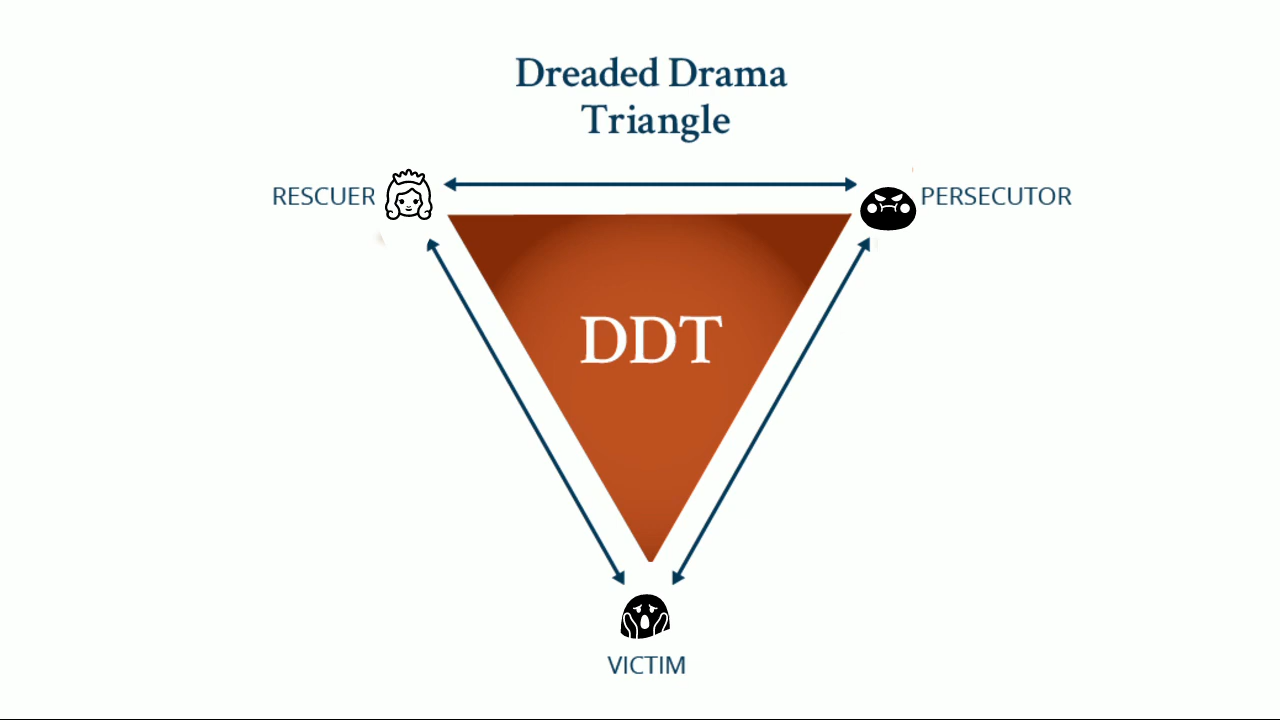 Dreaded Drama
Triangle
RESCUER
PERSECUTOR
DDT
VICTIM